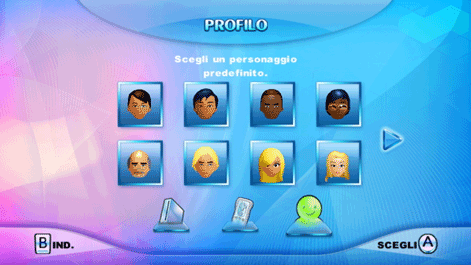 PROFILO
Scegli un personaggio
predefinito.
B IND.
SCEGLI A